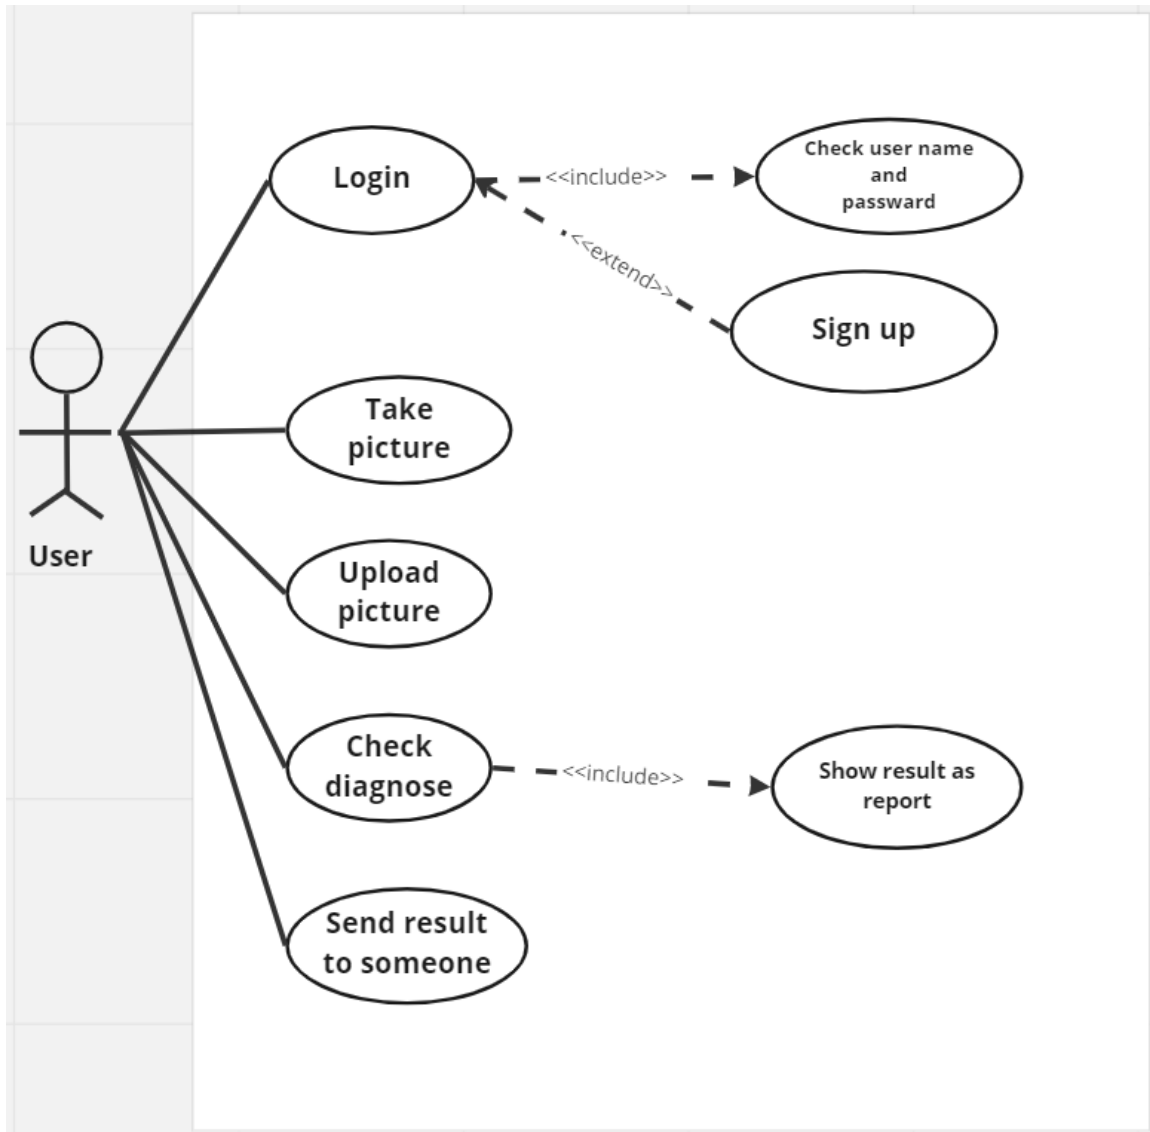 Login
<<include>>
Check user name
and
passward
<<extend>>
Sign up
Take
picture
User
Upload
picture
Check
diagnose
<<include>>
Show result as
report
Send result
to someone